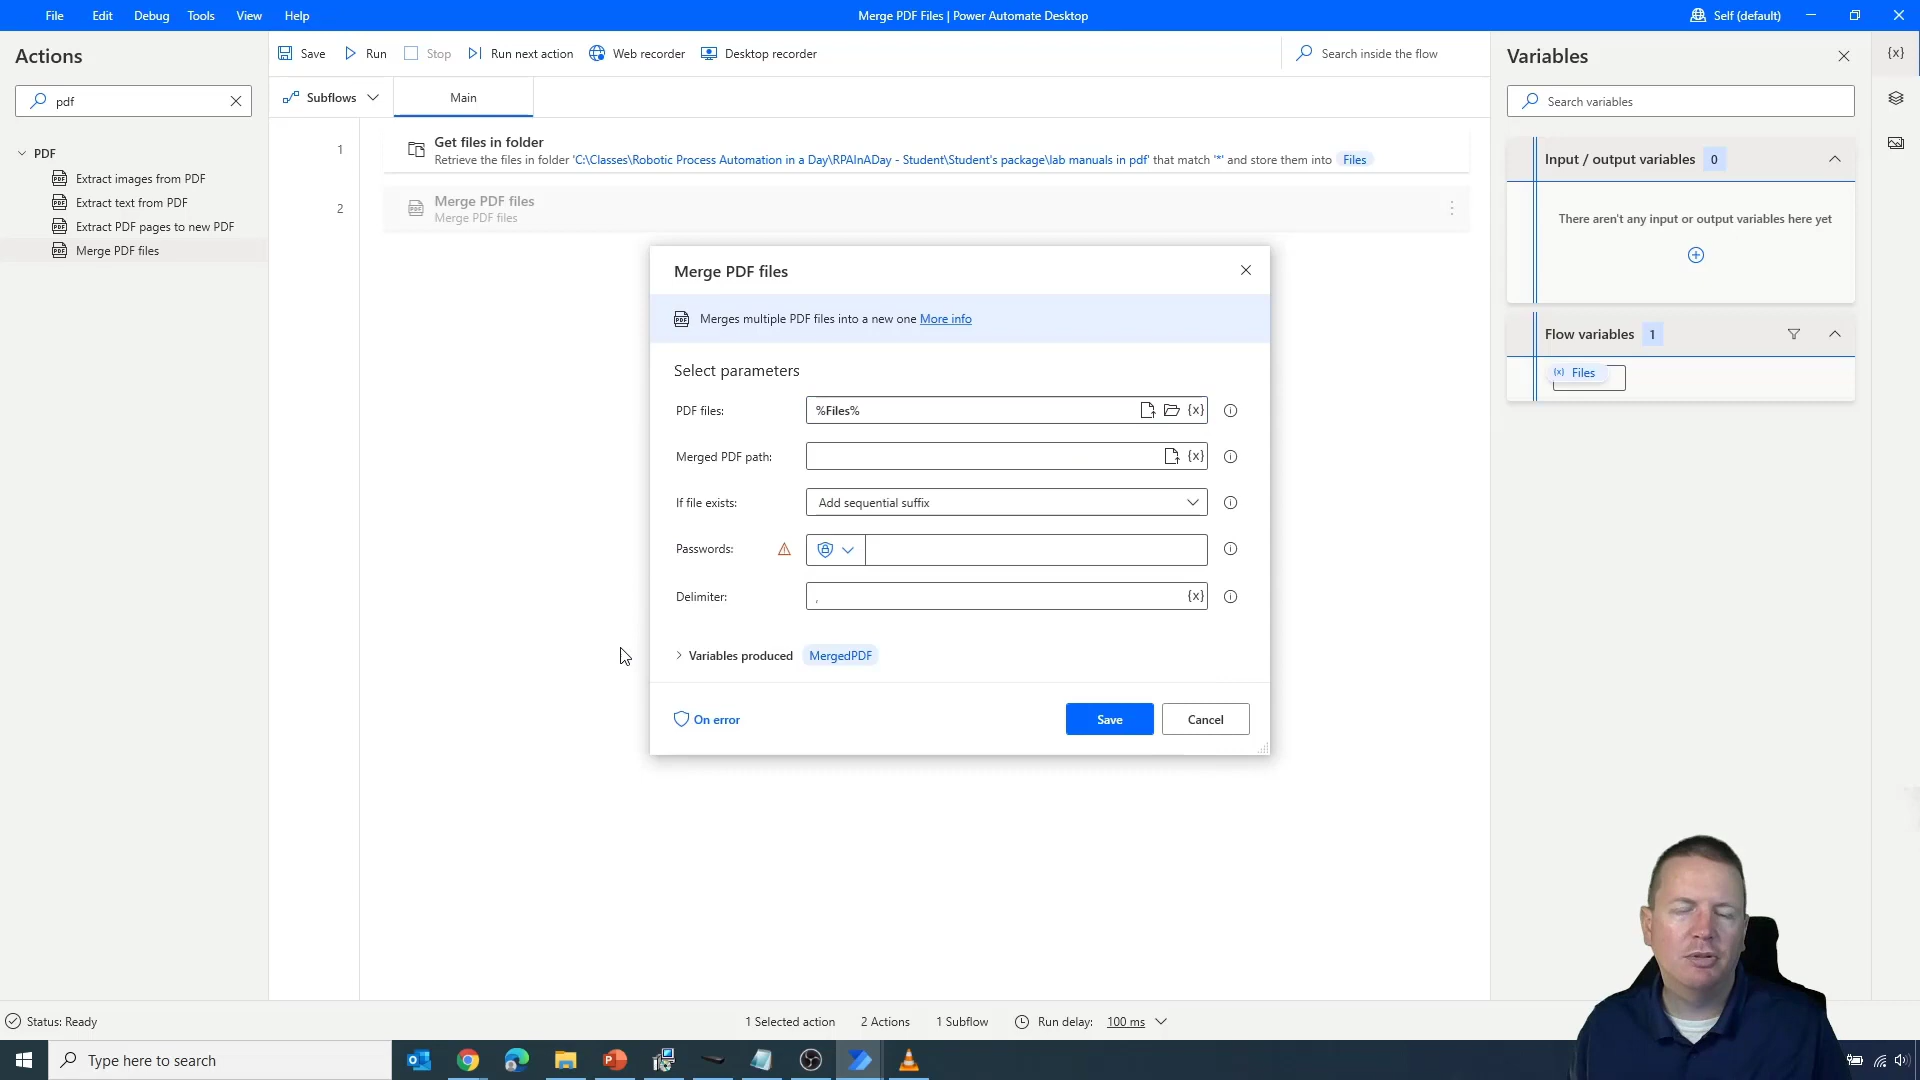 File Edit Debug Tools View Help
Merge PDF Files | Power Automate Desktop
Self (default)
Actions
pdf
PDF
Extract images from PDF
Extract text from PDF
Extract PDF pages to new PDF
Merge PDF files
Save Run Stop Run next action Web recorder Desktop recorder
Search inside the flow
Subflows Main
1 Get files in folder
Retrieve the files in folder 'C:\Classes\Robotic Process Automation in a Day\RPAInADay - Student\Student's package\lab manuals in pdf' that match '*' and store them into Files
2 Merge PDF files
Merge PDF files
Merge PDF files
Merges multiple PDF files into a new one More info
Select parameters
PDF files: %Files% {x}
Merged PDF path: {x}
If file exists: Add sequential suffix
Passwords:
Delimiter: , {x}
Variables produced MergedPDF
On error
Save Cancel
Variables
{x}
Search variables
Input / output variables 0
There aren't any input or output variables here yet
Flow variables 1
(x) Files
Status: Ready
1 Selected action 2 Actions 1 Subflow Run delay: 100 ms
Type here to search